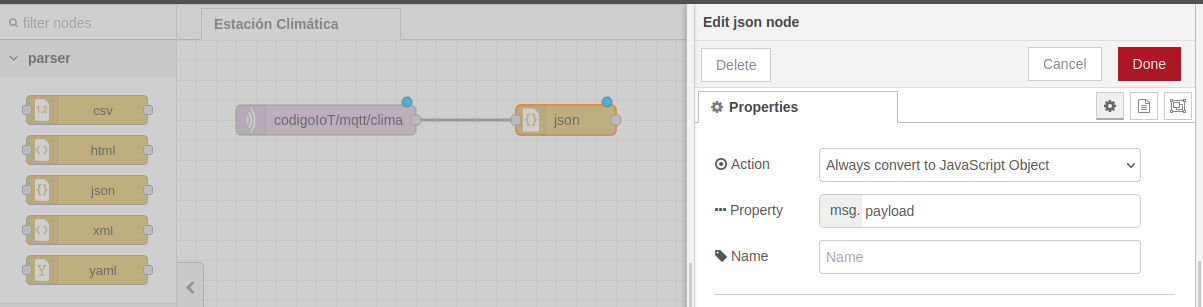 filter nodes
parser
csv
html
json
xml
yaml
Estación Climática
codigoIoT/mqtt/clima
json
Edit json node
Delete
Cancel
Done
Properties
Action
Always convert to JavaScript Object
Property
msg. payload
Name
Name